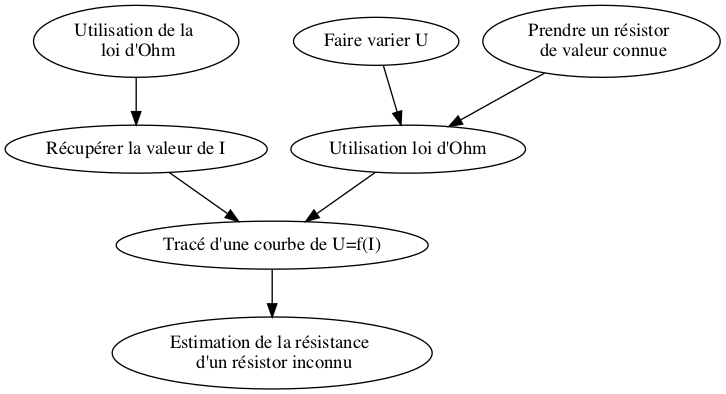 Utilisation de la
loi d'Ohm
Faire varier U
Prendre un résistor
de valeur connue
Récupérer la valeur de I
Utilisation loi d'Ohm
Tracé d'une courbe de U=f(I)
Estimation de la résistance
d'un résistor inconnu